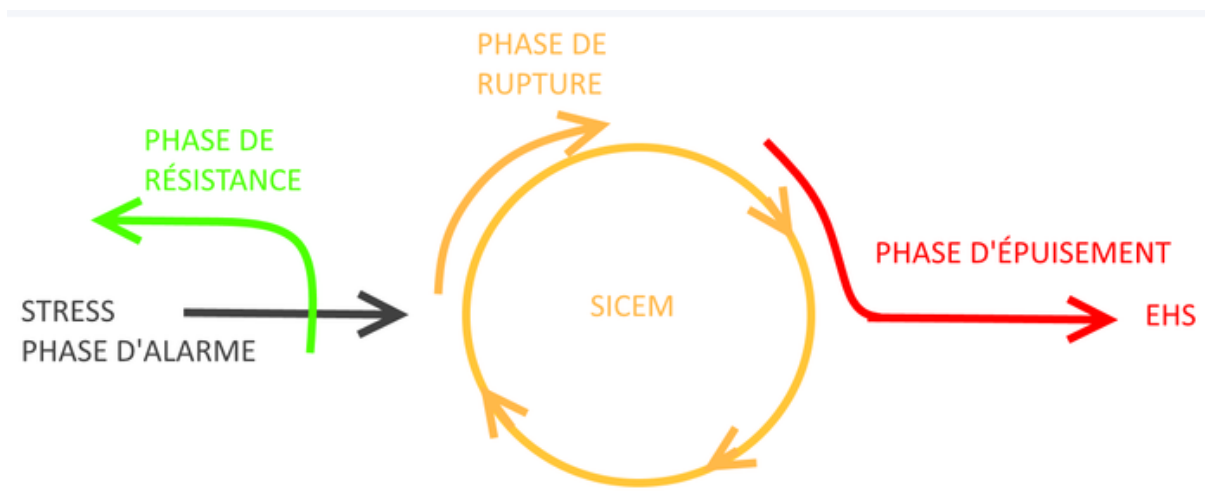 PHASE DE
RUPTURE
PHASE DE
RÉSISTANCE
PHASE D'ÉPUISEMENT
STRESS
PHASE D'ALARME
SICEM
EHS